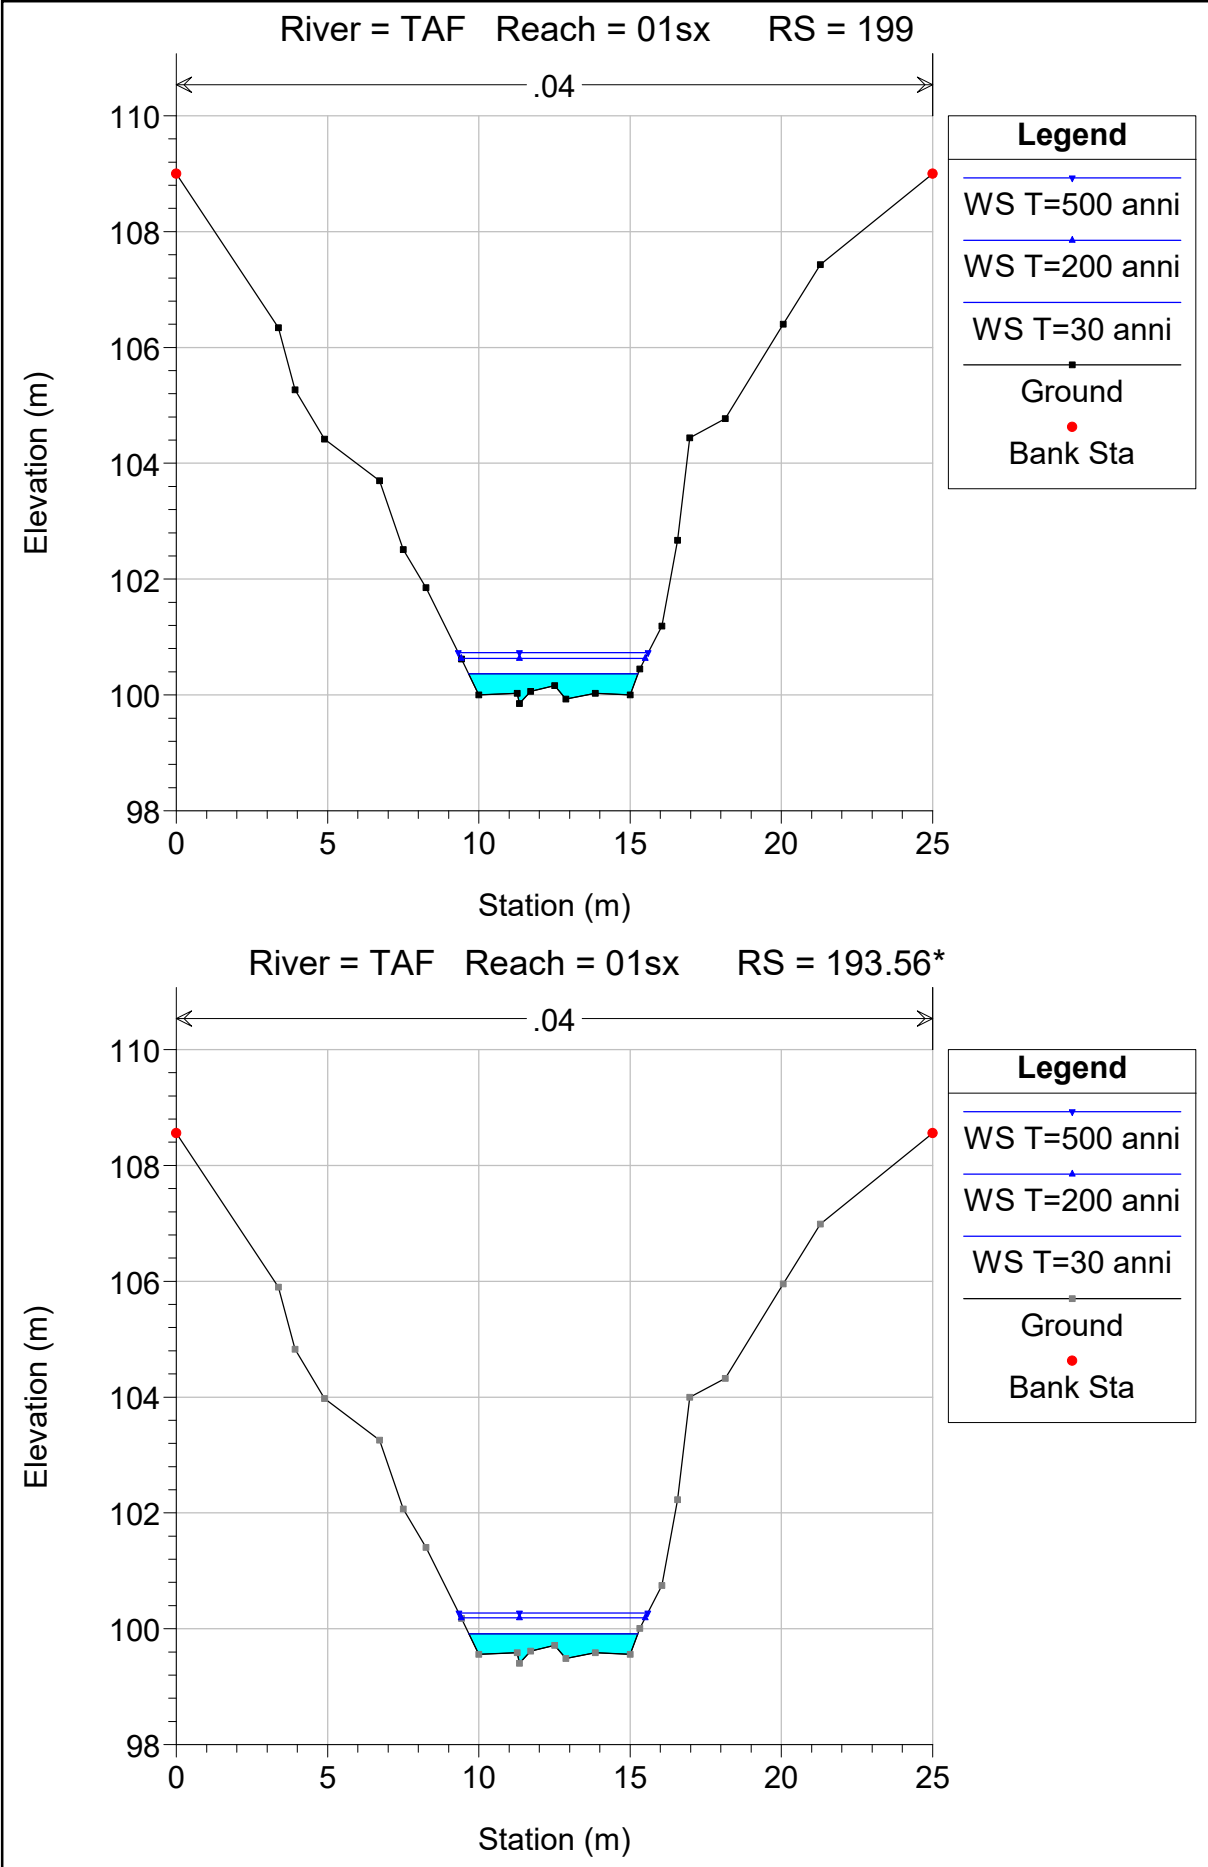 River = TAF   Reach = 01sx      RS = 199
.04
110
108
106
104
102
100
98
Elevation (m)
0 5 10 15 20 25
Station (m)
Legend
WS T=500 anni
WS T=200 anni
WS T=30 anni
Ground
Bank Sta
River = TAF   Reach = 01sx      RS = 193.56*
.04
110
108
106
104
102
100
98
Elevation (m)
0 5 10 15 20 25
Station (m)
Legend
WS T=500 anni
WS T=200 anni
WS T=30 anni
Ground
Bank Sta